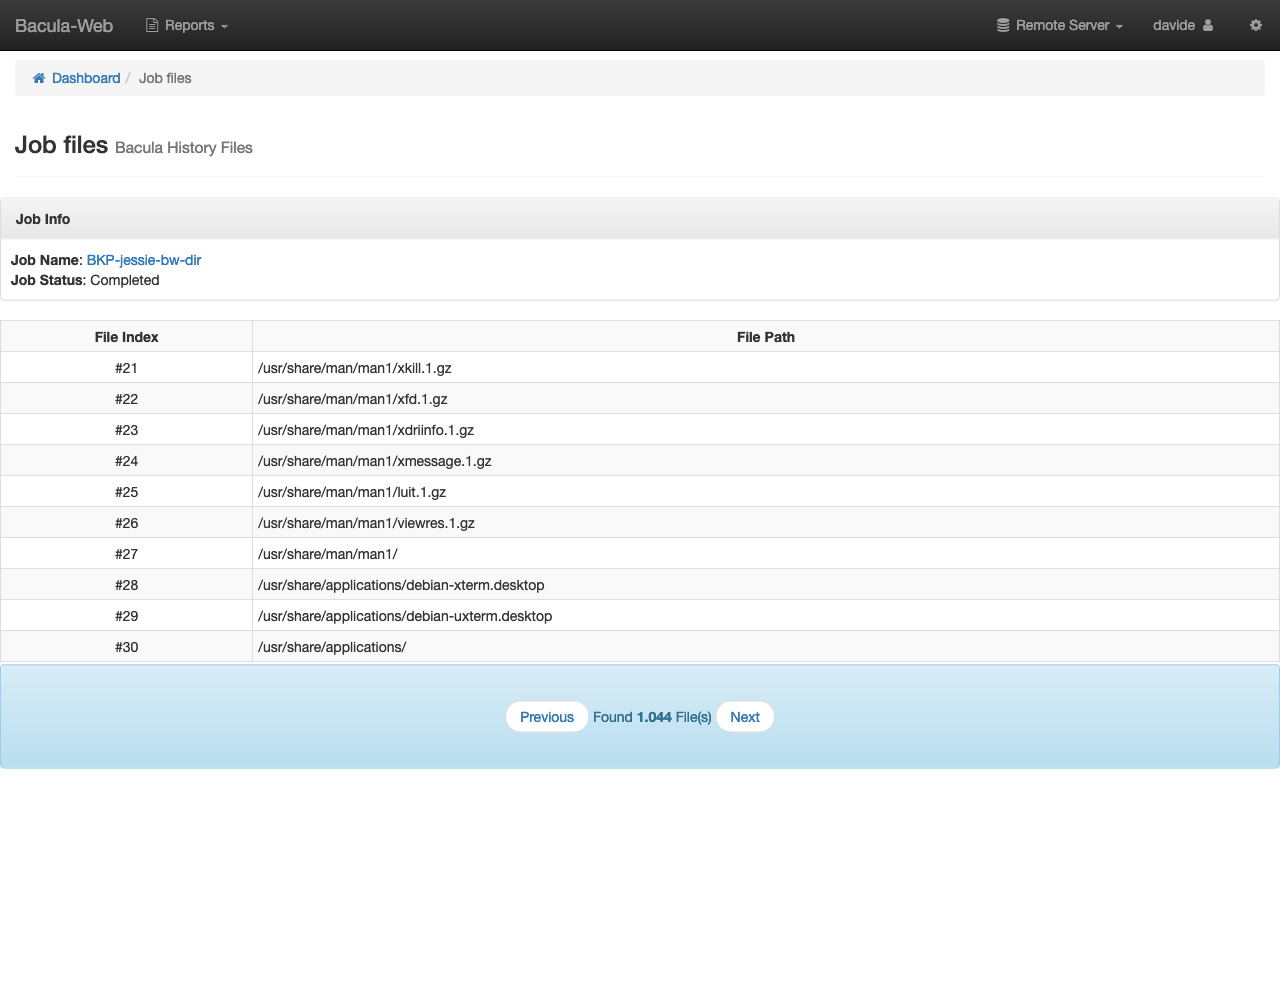 Bacula-Web Reports Remote Server davide
Dashboard / Job files
Job files Bacula History Files
Job Info
Job Name: BKP-jessie-bw-dir
Job Status: Completed
File Index File Path
#21 /usr/share/man/man1/xkill.1.gz
#22 /usr/share/man/man1/xfd.1.gz
#23 /usr/share/man/man1/xdriinfo.1.gz
#24 /usr/share/man/man1/xmessage.1.gz
#25 /usr/share/man/man1/luit.1.gz
#26 /usr/share/man/man1/viewres.1.gz
#27 /usr/share/man/man1/
#28 /usr/share/applications/debian-xterm.desktop
#29 /usr/share/applications/debian-uxterm.desktop
#30 /usr/share/applications/
Previous Found 1.044 File(s) Next